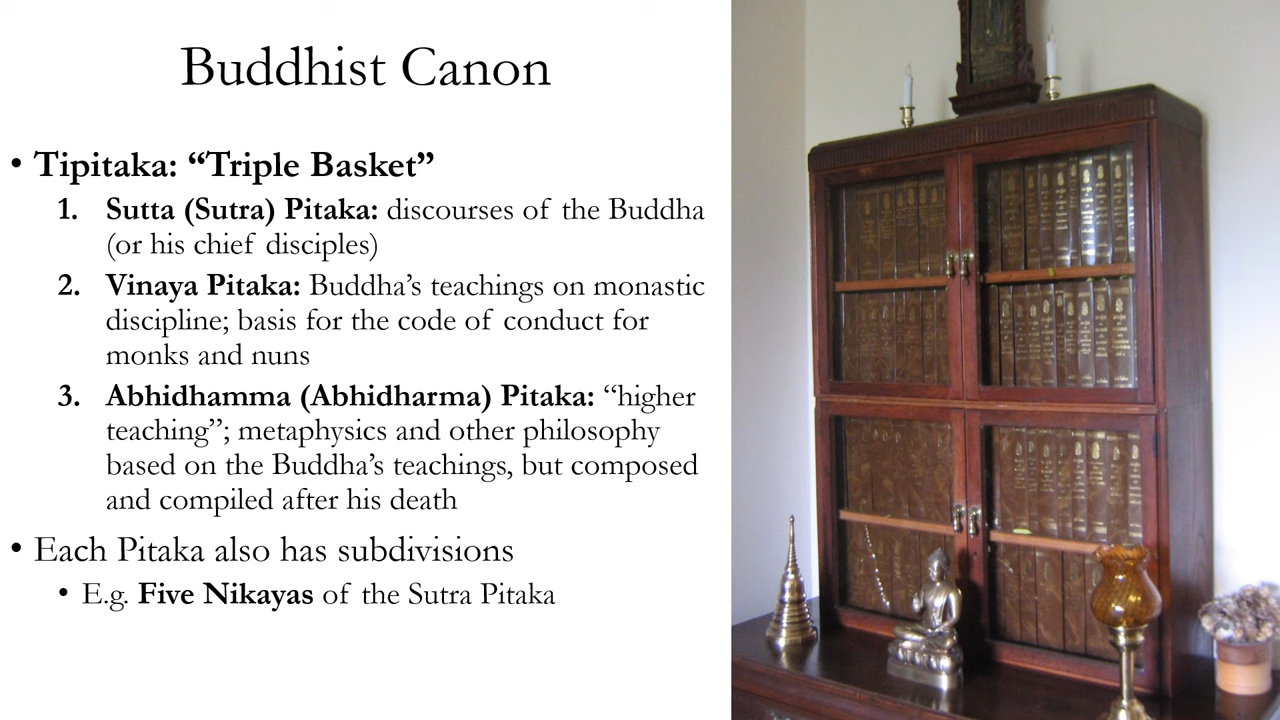 Buddhist Canon
• Tipitaka: “Triple Basket”
1. Sutta (Sutra) Pitaka: discourses of the Buddha
(or his chief disciples)
2. Vinaya Pitaka: Buddha’s teachings on monastic
discipline; basis for the code of conduct for
monks and nuns
3. Abhidhamma (Abhidharma) Pitaka: “higher
teaching”; metaphysics and other philosophy
based on the Buddha’s teachings, but composed
and compiled after his death
• Each Pitaka also has subdivisions
• E.g. Five Nikayas of the Sutra Pitaka